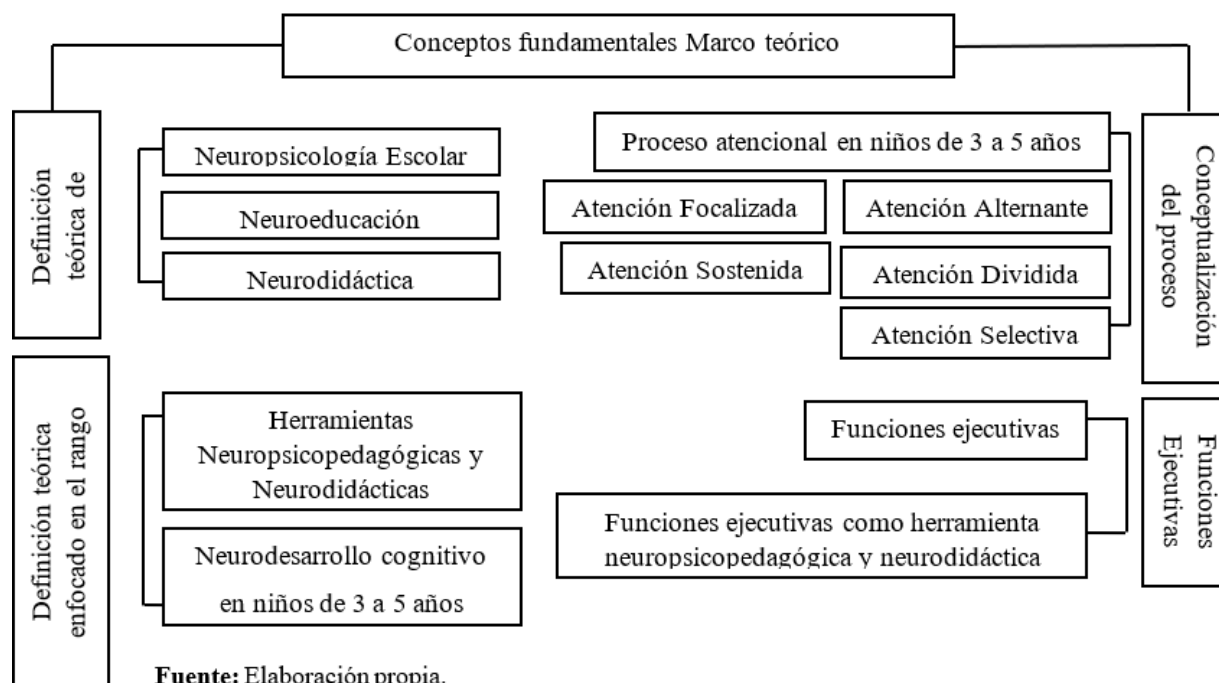 Conceptos fundamentales Marco teórico
Definición
teórica de
Neuropsicología Escolar
Neuroeducación
Neurodidáctica
Proceso atencional en niños de 3 a 5 años
Atención Focalizada
Atención Alternante
Atención Sostenida
Atención Dividida
Atención Selectiva
Conceptualización
del proceso
Definición teórica
enfocado en el rango
Herramientas
Neuropsicopedagógicas y
Neurodidácticas
Neurodesarrollo cognitivo
en niños de 3 a 5 años
Funciones ejecutivas
Funciones ejecutivas como herramienta
neuropsicopedagógica y neurodidáctica
Funciones
Ejecutivas
Fuente: Elaboración propia.